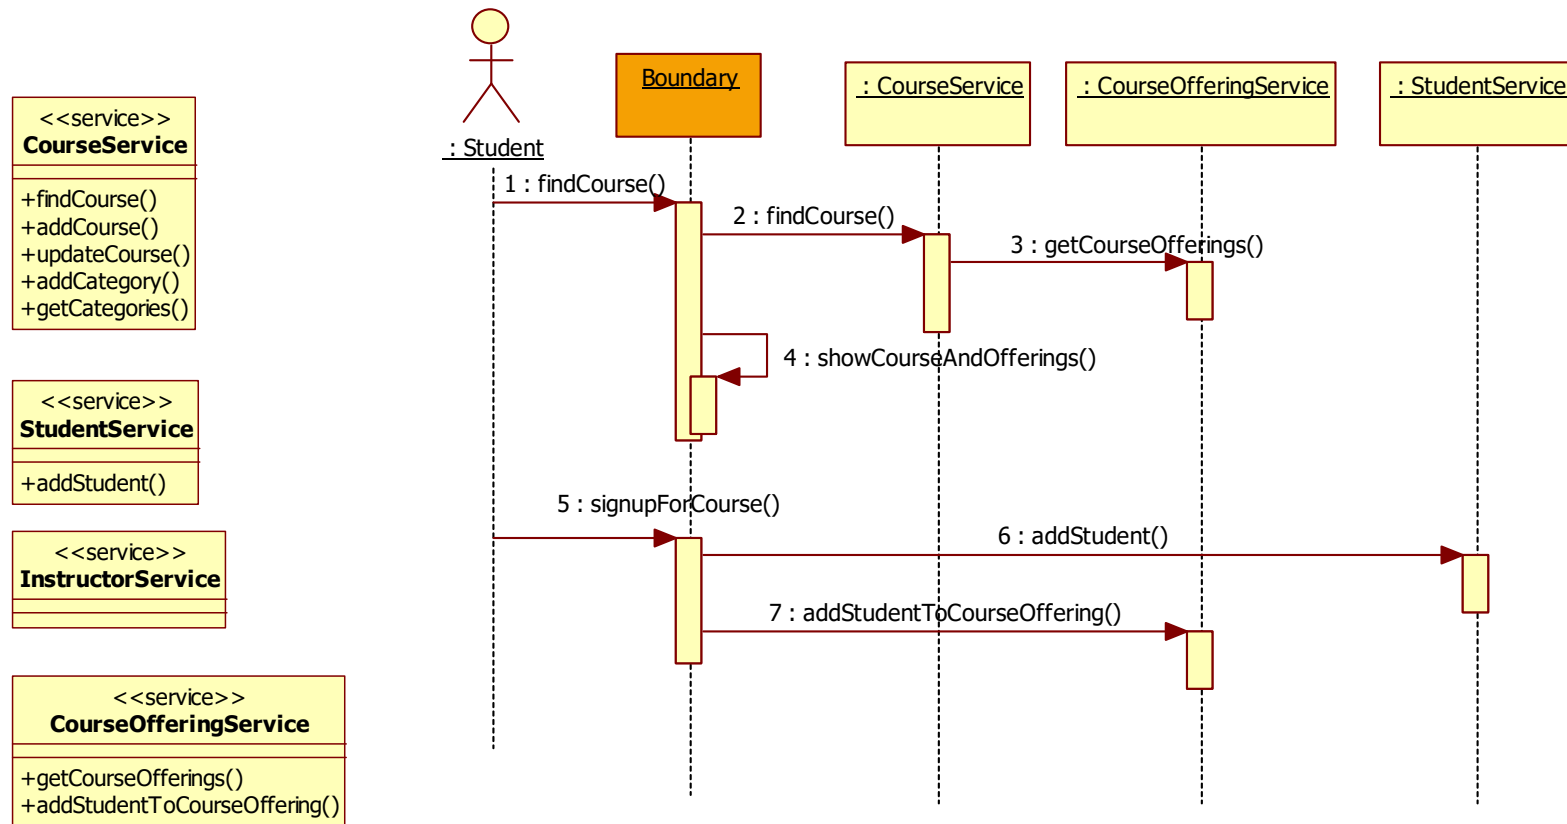 <<service>>
CourseService
+findCourse()
+addCourse()
+updateCourse()
+addCategory()
+getCategories()
<<service>>
StudentService
+addStudent()
<<service>>
InstructorService
<<service>>
CourseOfferingService
+getCourseOfferings()
+addStudentToCourseOffering()
: Student
Boundary
: CourseService
: CourseOfferingService
: StudentService
1 : findCourse()
2 : findCourse()
3 : getCourseOfferings()
4 : showCourseAndOfferings()
5 : signupForCourse()
6 : addStudent()
7 : addStudentToCourseOffering()